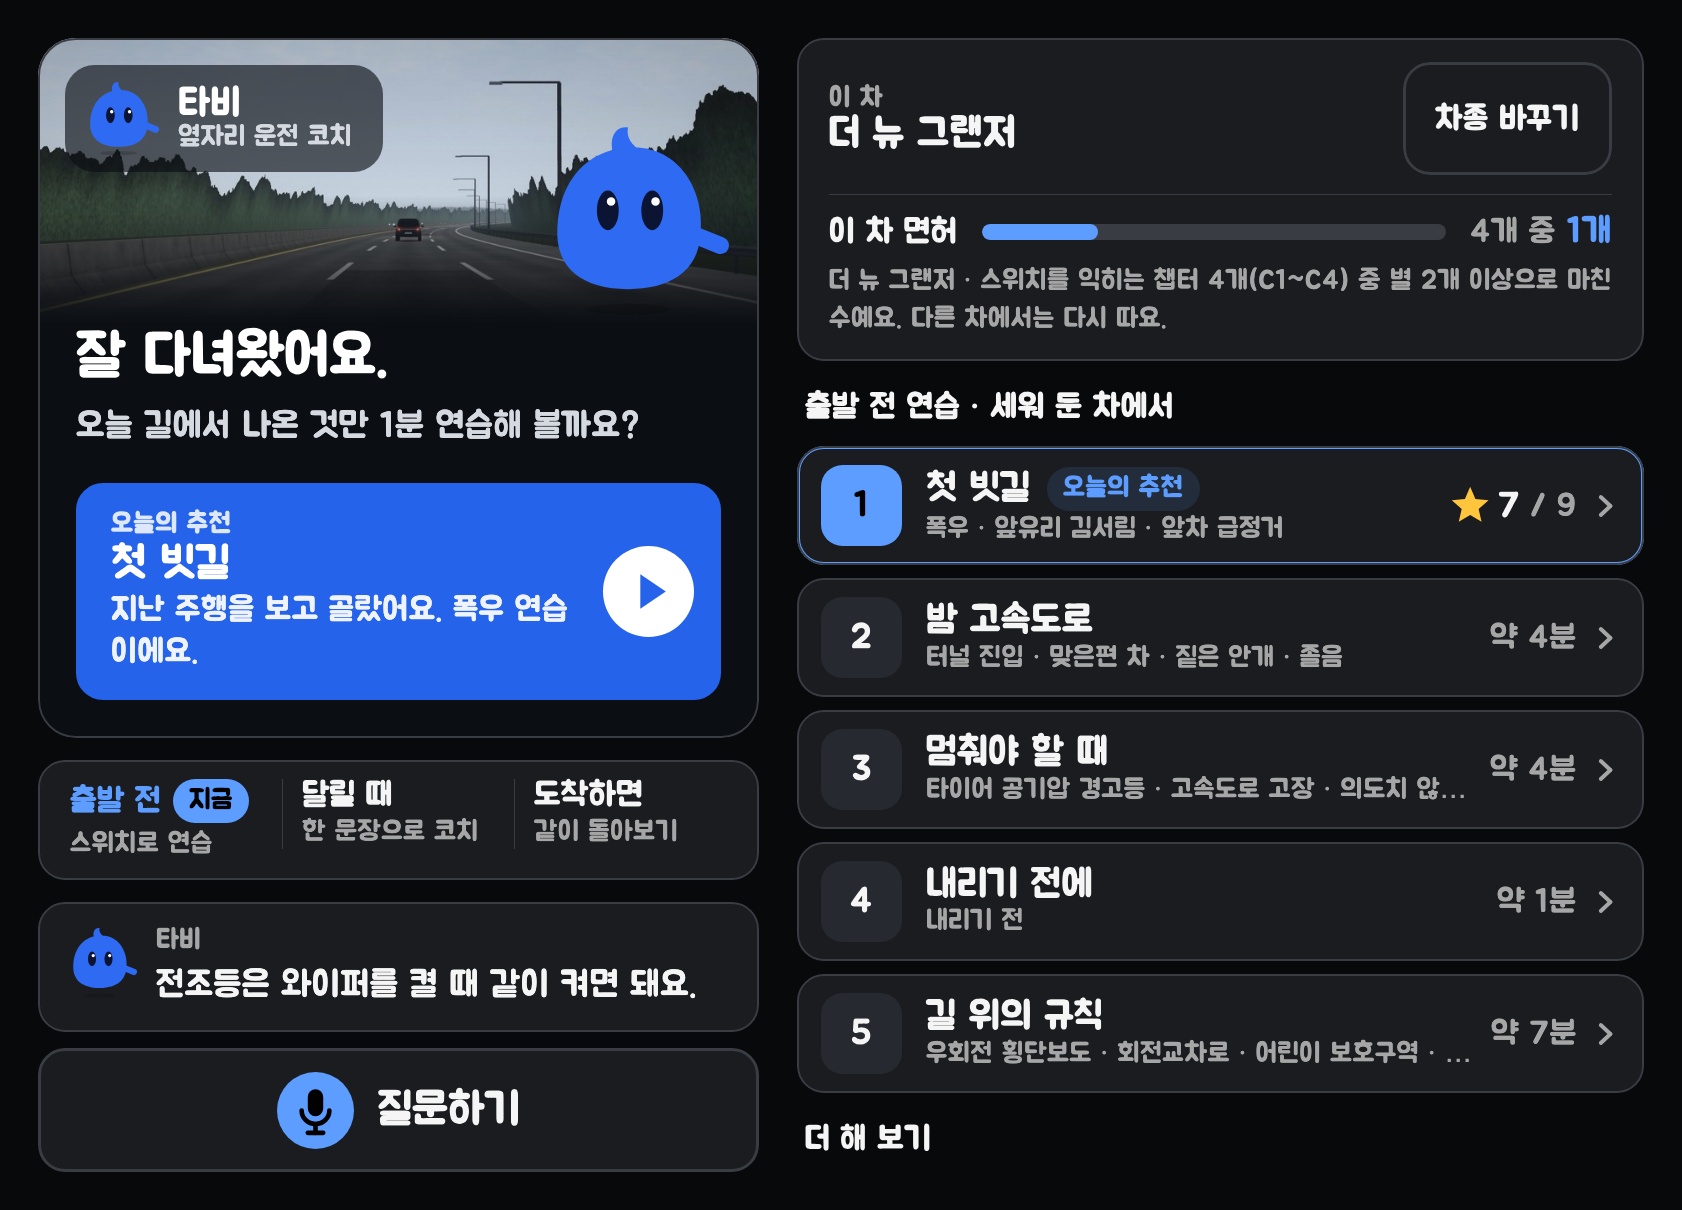 타비
옆자리 운전 코치
잘 다녀왔어요.
오늘 길에서 나온 것만 1분 연습해 볼까요?
오늘의 추천
첫 빗길
지난 주행을 보고 골랐어요. 폭우 연습
이에요.
출발 전 지금
스위치로 연습
달릴 때
한 문장으로 코치
도착하면
같이 돌아보기
타비
전조등은 와이퍼를 켤 때 같이 켜면 돼요.
질문하기
이 차
더 뉴 그랜저
차종 바꾸기
이 차 면허
4개 중 1개
더 뉴 그랜저 · 스위치를 익히는 챕터 4개(C1~C4) 중 별 2개 이상으로 마친
수예요. 다른 차에서는 다시 따요.
출발 전 연습 · 세워 둔 차에서
1
첫 빗길 오늘의 추천
폭우 · 앞유리 김서림 · 앞차 급정거
7 / 9
2
밤 고속도로
터널 진입 · 맞은편 차 · 짙은 안개 · 졸음
약 4분
3
멈춰야 할 때
타이어 공기압 경고등 · 고속도로 고장 · 의도치 않...
약 4분
4
내리기 전에
내리기 전
약 1분
5
길 위의 규칙
우회전 횡단보도 · 회전교차로 · 어린이 보호구역 · ...
약 7분
더 해 보기